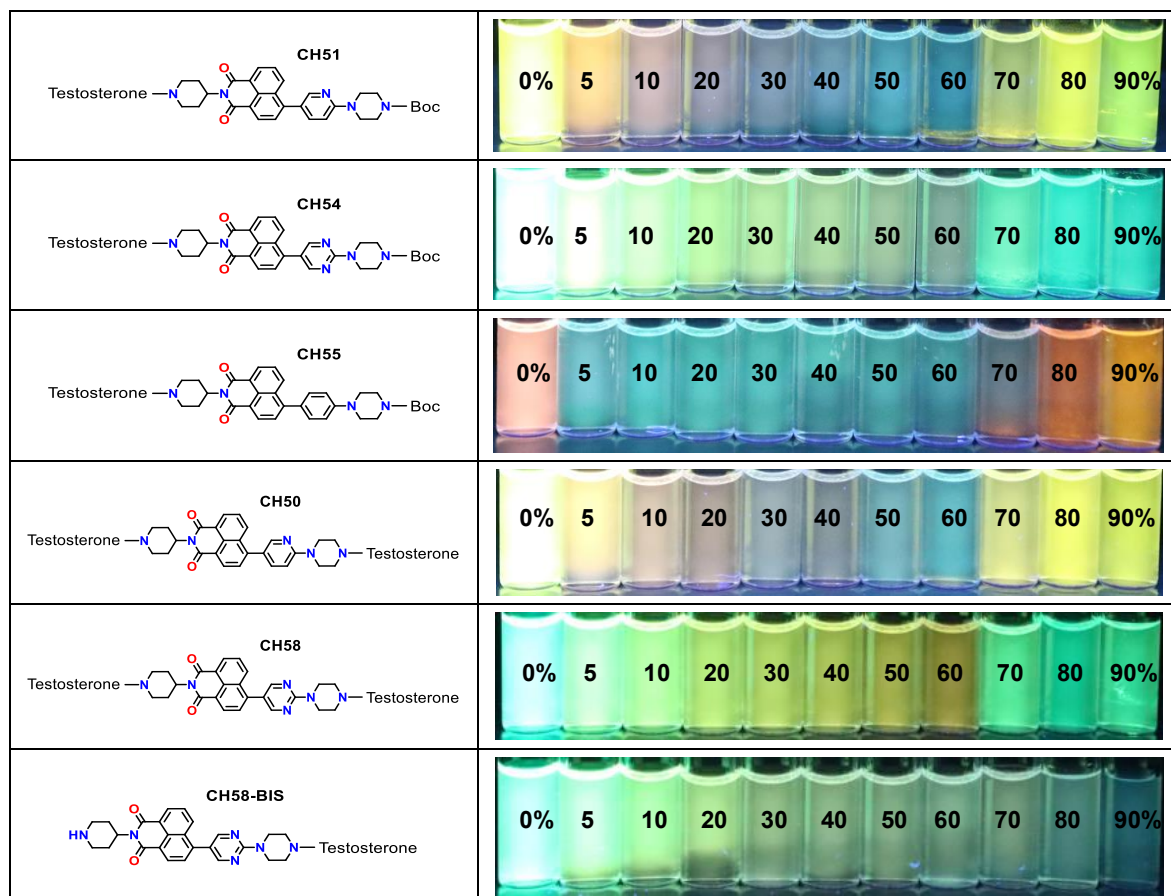 CH51
O
Testosterone N N N N N Boc
O
0% 5 10 20 30 40 50 60 70 80 90%
CH54
O
Testosterone N N N N N N Boc
O
0% 5 10 20 30 40 50 60 70 80 90%
CH55
O
Testosterone N N N N Boc
O
0% 5 10 20 30 40 50 60 70 80 90%
CH50
O
Testosterone N N N N N Testosterone
O
0% 5 10 20 30 40 50 60 70 80 90%
CH58
O
Testosterone N N N N N N Testosterone
O
0% 5 10 20 30 40 50 60 70 80 90%
CH58-BIS
O
HN N N N N N Testosterone
O
0% 5 10 20 30 40 50 60 70 80 90%